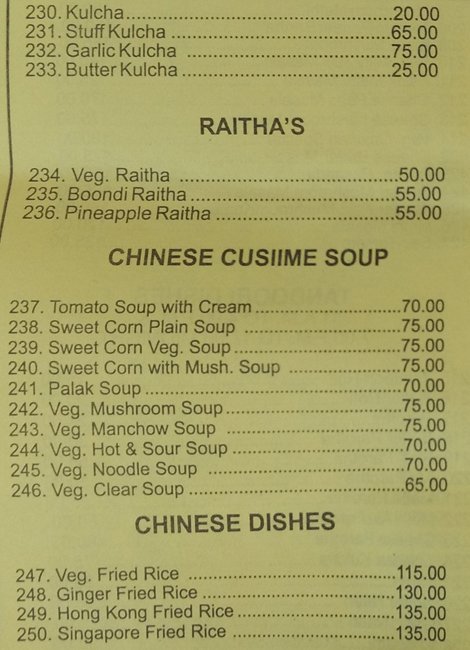 230. Kulcha..........................................20.00
231. Stuff Kulcha ...................................65.00
232. Garlic Kulcha .................................75.00
233. Butter Kulcha .................................25.00
RAITHA'S
234. Veg. Raitha ...................................50.00
235. Boondi Raitha.................................55.00
236. Pineapple Raitha ............................55.00
CHINESE CUSIIME SOUP
237. Tomato Soup with Cream.......................70.00
238. Sweet Corn Plain Soup .......................75.00
239. Sweet Corn Veg. Soup.........................75.00
240. Sweet Corn with Mush. Soup ..................75.00
241. Palak Soup...................................70.00
242. Veg. Mushroom Soup...........................75.00
243. Veg. Manchow Soup ...........................75.00
244. Veg. Hot & Sour Soup ........................70.00
245. Veg. Noodle Soup ............................70.00
246. Veg. Clear Soup .............................65.00
CHINESE DISHES
247. Veg. Fried Rice ............................115.00
248. Ginger Fried Rice ..........................130.00
249. Hong Kong Fried Rice.......................135.00
250. Singapore Fried Rice .......................135.00